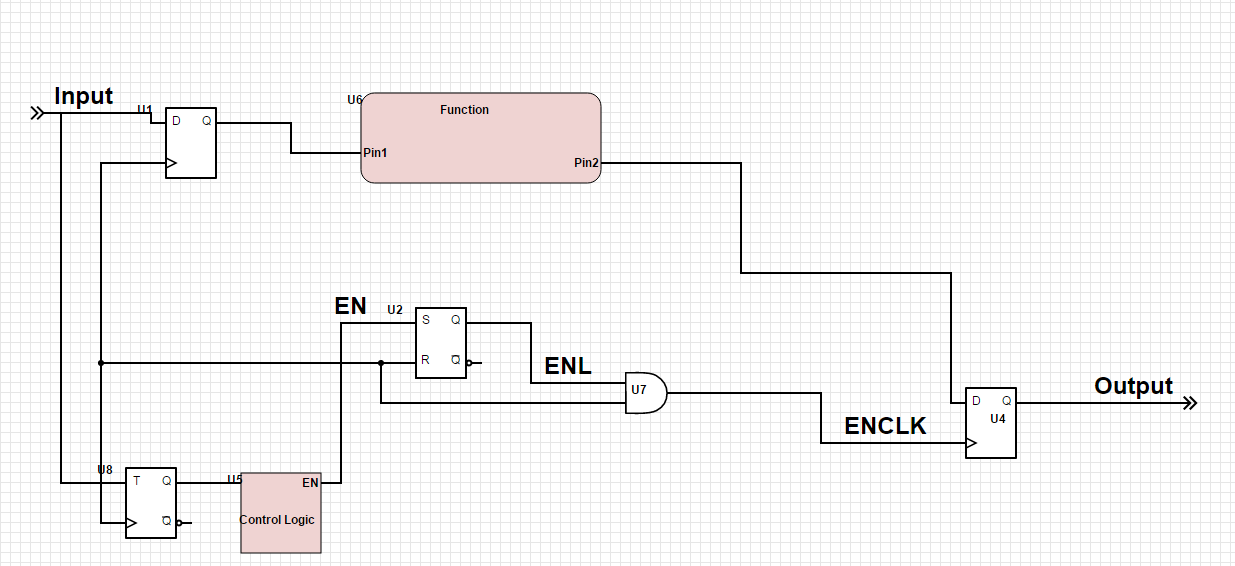 Input
U1
D Q
U6
Function
Pin1
Pin2
EN
U2
S Q
R Q
ENL
U7
ENCLK
D Q
U4
Output
U8
T Q
Q
U5
EN
Control Logic